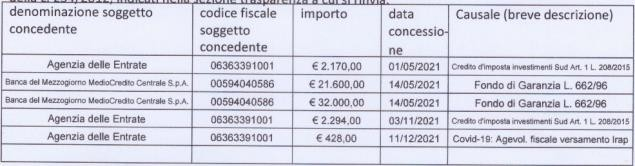 della L. 234/2012, indicati nella sezione trasparenza a cui si rinvia.
denominazione soggetto concedente codice fiscale soggetto concedente importo data concessio-ne Causale (breve descrizione)
Agenzia delle Entrate 06363391001 € 2.170,00 01/05/2021 Credito d'imposta investimenti Sud Art. 1 L. 208/2015
Banca del Mezzogiorno MedioCredito Centrale S.p.A. 00594040586 € 21.600,00 14/05/2021 Fondo di Garanzia L. 662/96
Banca del Mezzogiorno MedioCredito Centrale S.p.A. 00594040586 € 32.000,00 14/05/2021 Fondo di Garanzia L. 662/96
Agenzia delle Entrate 06363391001 € 2.294,00 03/11/2021 Credito d'imposta investimenti Sud Art. 1 L. 208/2015
Agenzia delle Entrate 06363391001 € 428,00 11/12/2021 Covid-19: Agevol. fiscale versamento Irap